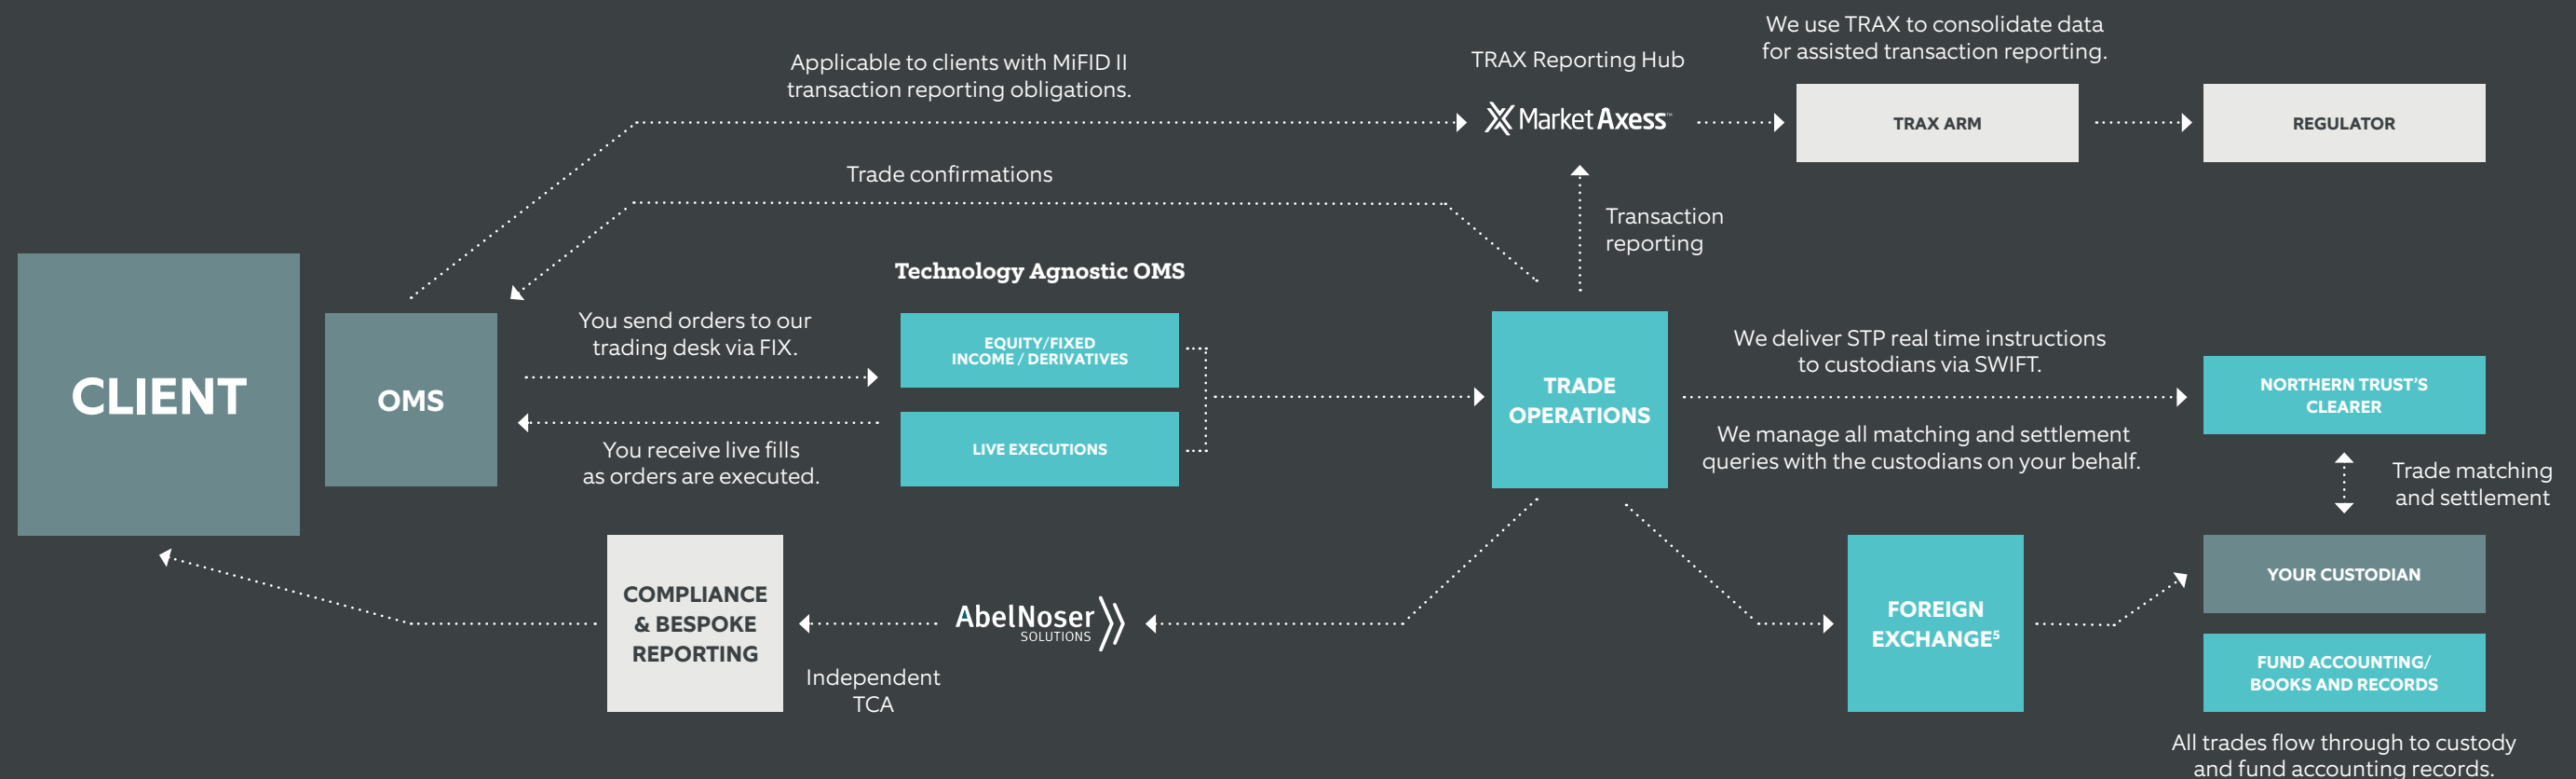 We use TRAX to consolidate data
for assisted transaction reporting.
Applicable to clients with MiFID II
transaction reporting obligations.
TRAX Reporting Hub
MarketAxess™
TRAX ARM
REGULATOR
Trade confirmations
Transaction
reporting
Technology Agnostic OMS
CLIENT
OMS
You send orders to our
trading desk via FIX.
EQUITY/FIXED
INCOME / DERIVATIVES
You receive live fills
as orders are executed.
LIVE EXECUTIONS
TRADE
OPERATIONS
We deliver STP real time instructions
to custodians via SWIFT.
We manage all matching and settlement
queries with the custodians on your behalf.
NORTHERN TRUST'S
CLEARER
Trade matching
and settlement
COMPLIANCE
& BESPOKE
REPORTING
AbelNoser
SOLUTIONS
Independent
TCA
FOREIGN
EXCHANGE⁵
YOUR CUSTODIAN
FUND ACCOUNTING/
BOOKS AND RECORDS
All trades flow through to custody
and fund accounting records.